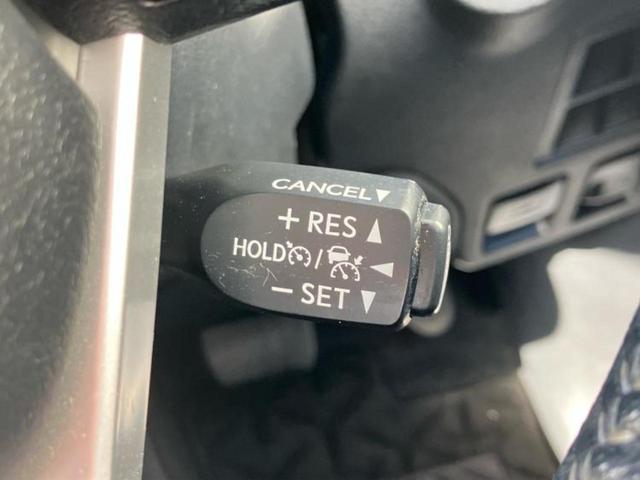 CANCEL▼
+ RES ▲
HOLD / ◀
− SET ▼